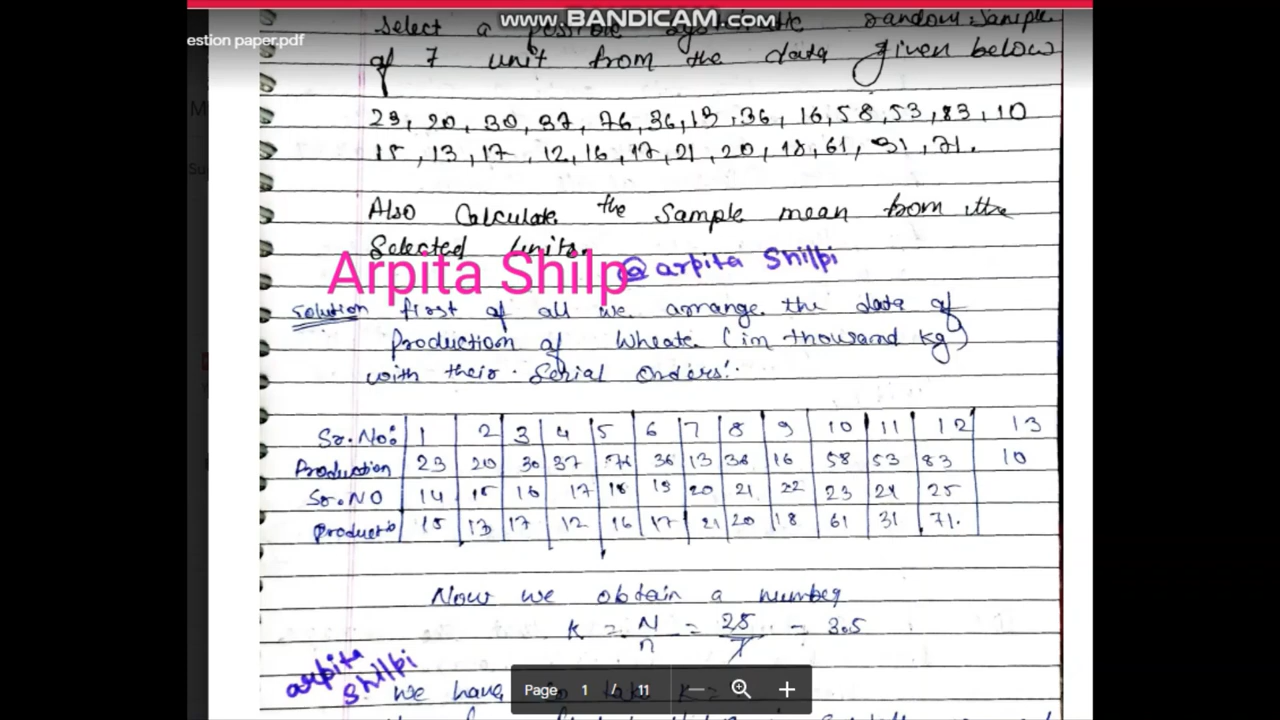 www.BANDICAM.com
estion paper.pdf
Select a possible systematic random sample
of 7 unit from the data given below
23, 20, 30, 37, 76, 36, 13, 36, 16, 58, 53, 83, 10
15, 13, 17, 12, 16, 17, 21, 20, 18, 61, 31, 71.
Also Calculate the Sample mean from the
Selected Units.
Arpita Shilp
@ arpita Shilpi
Solution first of all we arrange the data of
Production of Wheate (in thousand kg)
with their Serial Orders:
Sr.No: 1 2 3 4 5 6 7 8 9 10 11 12 13
Production 23 20 30 37 76 36 13 36 16 58 53 83 10
Sr.NO 14 15 16 17 18 19 20 21 22 23 24 25
Productio 15 13 17 12 16 17 21 20 18 61 31 71.
Now we obtain a number
K = N/n = 25/7 = 3.5
arpita
Shilpi
we have to take K =
Page 1 / 11